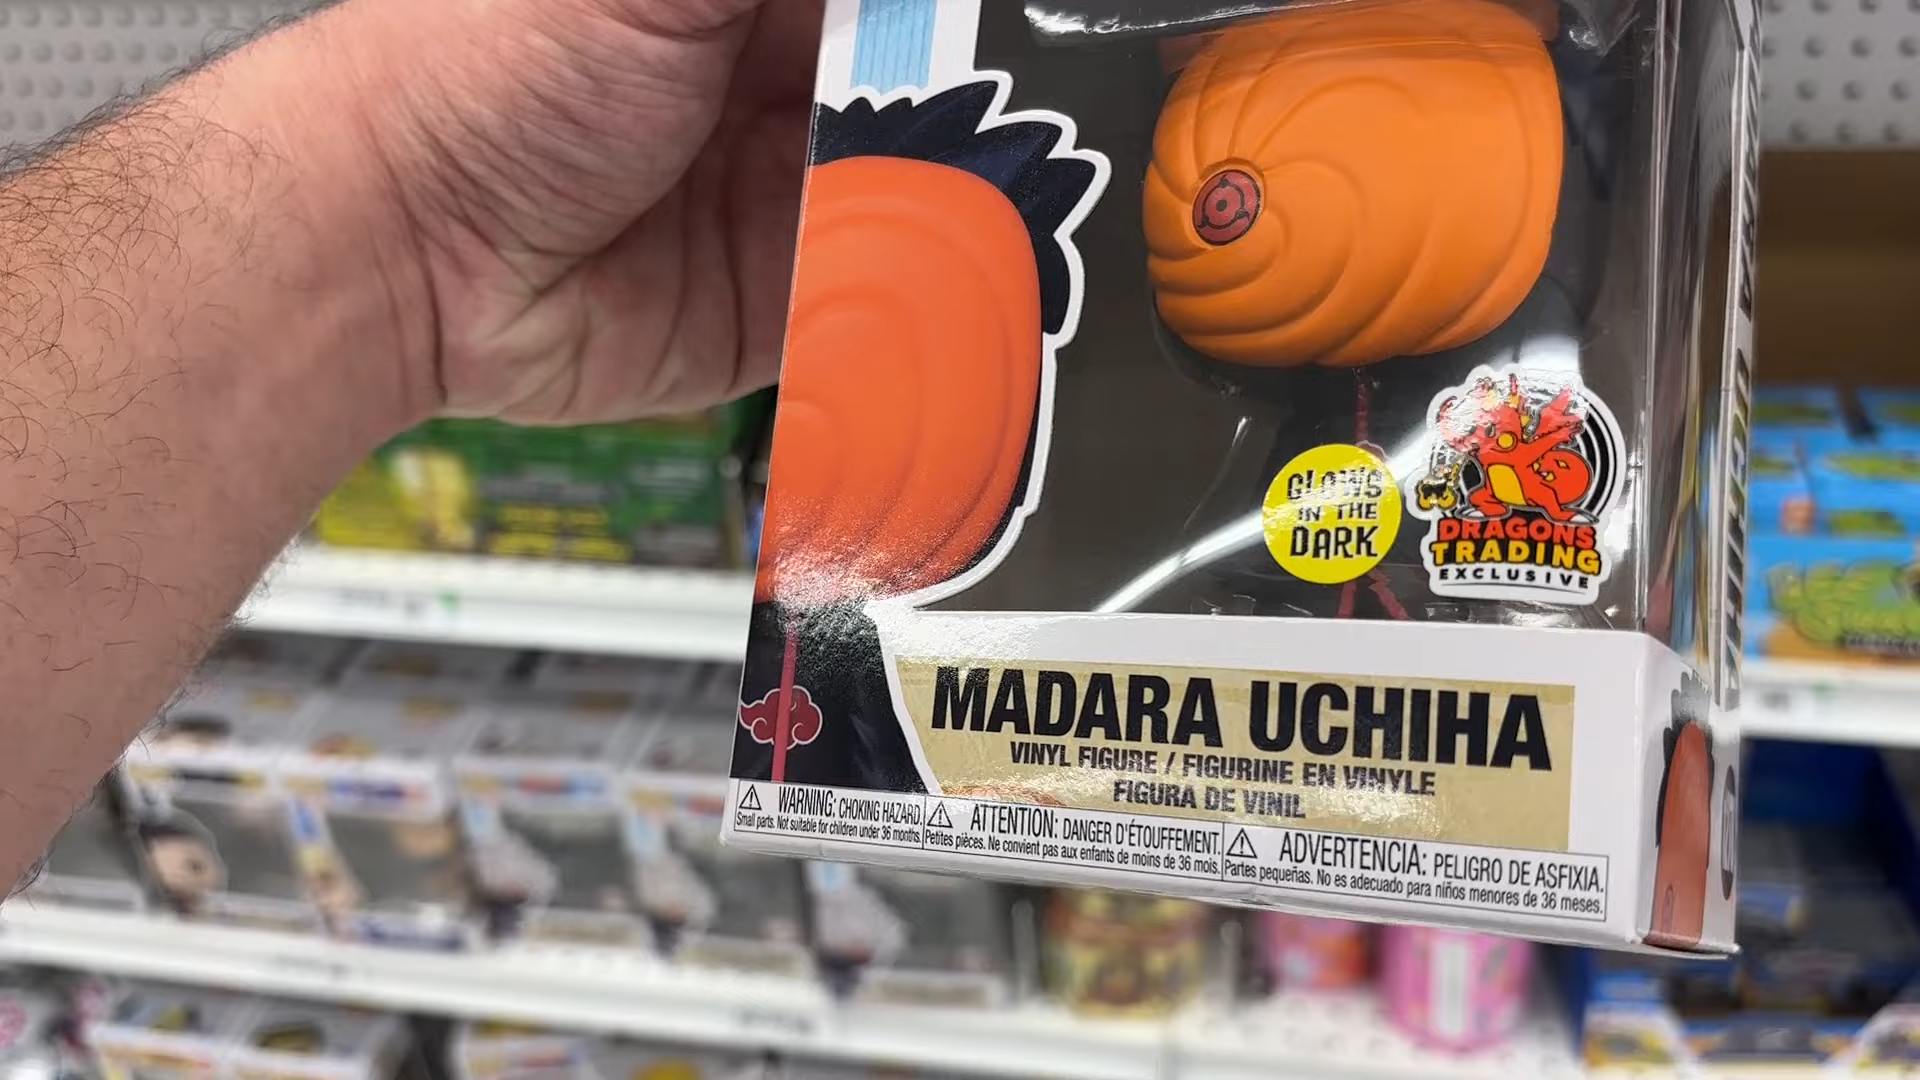 GLOWS
IN THE
DARK
DRAGONS
TRADING
EXCLUSIVE
MADARA UCHIHA
VINYL FIGURE / FIGURINE EN VINYLE
FIGURA DE VINIL
WARNING: CHOKING HAZARD.
Small parts. Not suitable for children under 36 months.
ATTENTION: DANGER D'ÉTOUFFEMENT.
Petites pièces. Ne convient pas aux enfants de moins de 36 mois.
ADVERTENCIA: PELIGRO DE ASFIXIA.
Partes pequeñas. No es adecuado para niños menores de 36 meses.